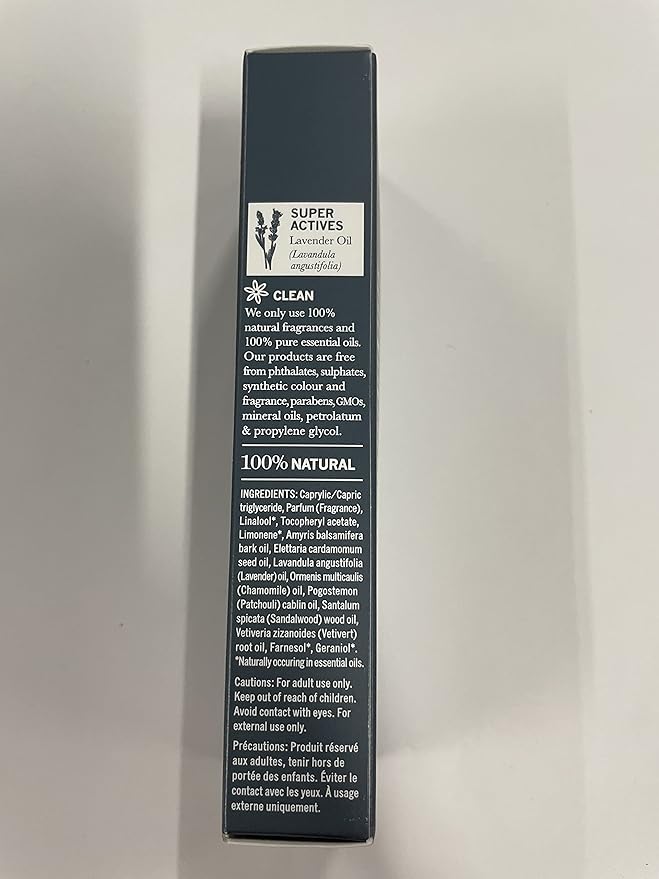 SUPER
ACTIVES
Lavender Oil
(Lavandula
angustifolia)
CLEAN
We only use 100%
natural fragrances and
100% pure essential oils.
Our products are free
from phthalates, sulphates,
synthetic colour and
fragrance, parabens, GMOs,
mineral oils, petrolatum
& propylene glycol.
100% NATURAL
INGREDIENTS: Caprylic/Capric
triglyceride, Parfum (Fragrance),
Linalool*, Tocopheryl acetate,
Limonene*, Amyris balsamifera
bark oil, Elettaria cardamomum
seed oil, Lavandula angustifolia
(Lavender) oil, Ormenis multicaulis
(Chamomile) oil, Pogostemon
(Patchouli) cablin oil, Santalum
spicata (Sandalwood) wood oil,
Vetiveria zizanoides (Vetivert)
root oil, Farnesol*, Geraniol*.
*Naturally occuring in essential oils.
Cautions: For adult use only.
Keep out of reach of children.
Avoid contact with eyes. For
external use only.
Précautions: Produit réservé
aux adultes, tenir hors de
portée des enfants. Éviter le
contact avec les yeux. À usage
externe uniquement.